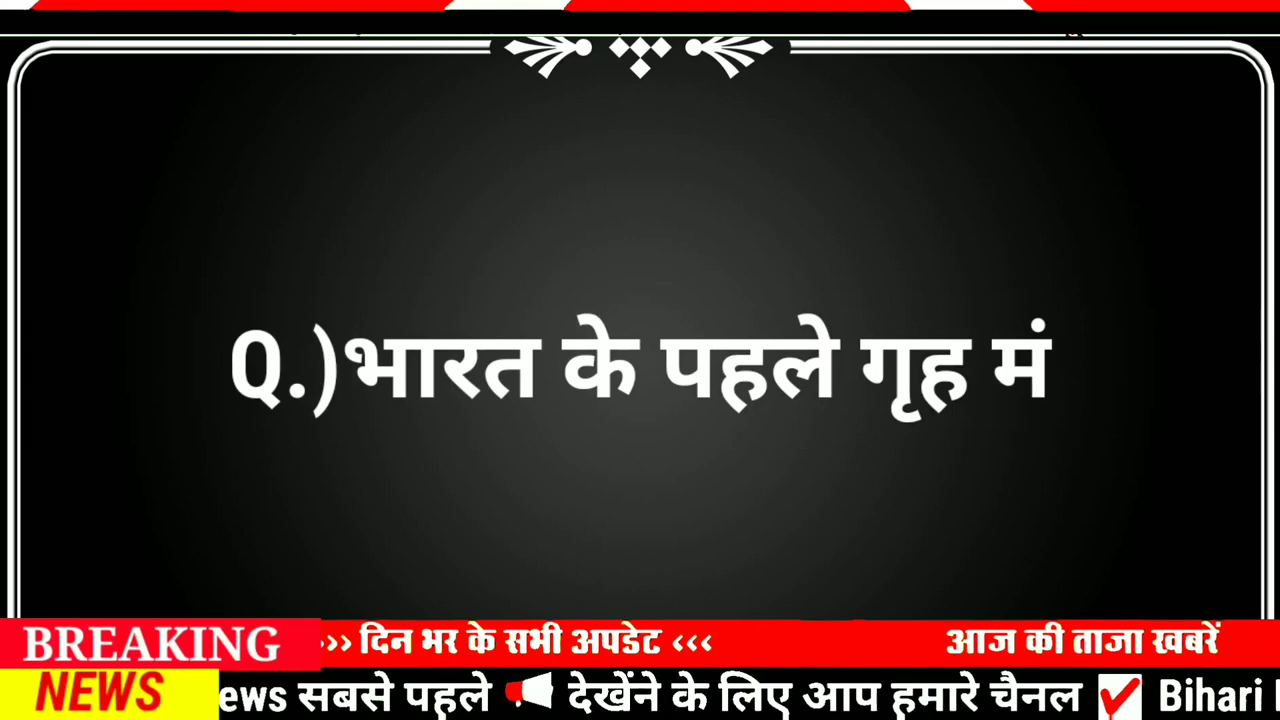 Q.)भारत के पहले गृह मं
BREAKING
NEWS
›› दिन भर के सभी अपडेट ‹‹‹
आज की ताजा खबरें
ews सबसे पहले देखेंने के लिए आप हमारे चैनल Bihari